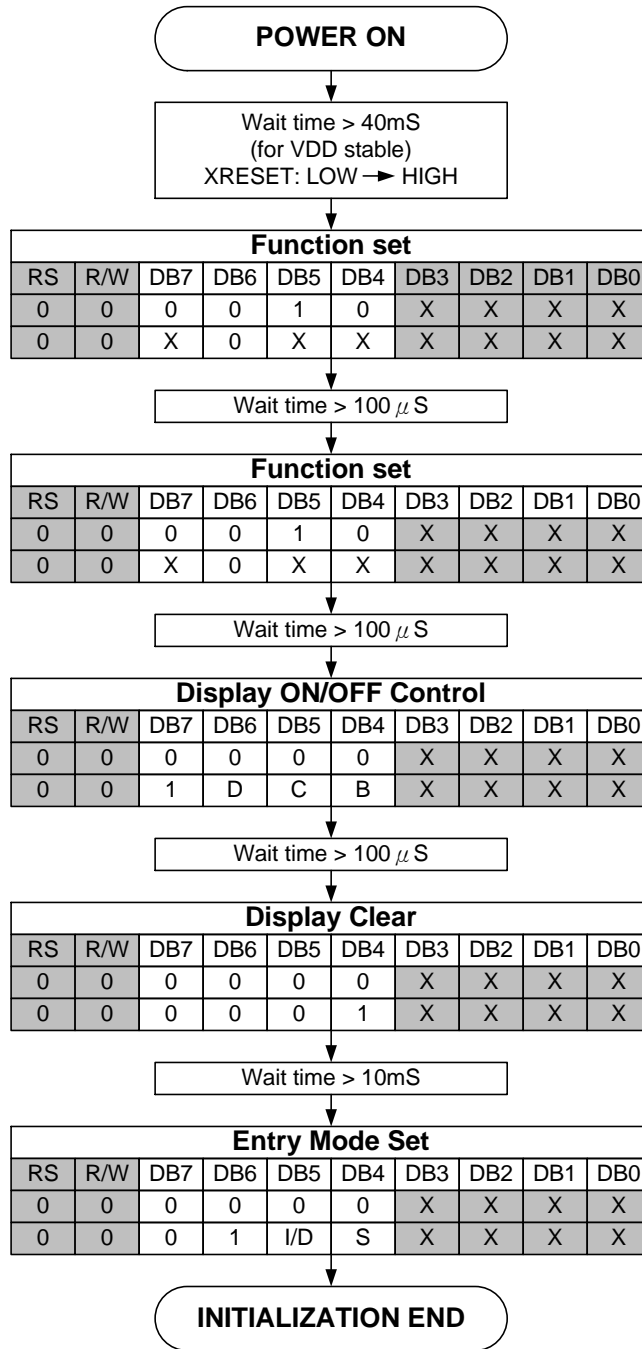 POWER ON
Wait time > 40mS
(for VDD stable)
XRESET: LOW → HIGH
Function set
RS R/W DB7 DB6 DB5 DB4 DB3 DB2 DB1 DB0
0 0 0 0 1 0 X X X X
0 0 X 0 X X X X X X
Wait time > 100 μS
Function set
RS R/W DB7 DB6 DB5 DB4 DB3 DB2 DB1 DB0
0 0 0 0 1 0 X X X X
0 0 X 0 X X X X X X
Wait time > 100 μS
Display ON/OFF Control
RS R/W DB7 DB6 DB5 DB4 DB3 DB2 DB1 DB0
0 0 0 0 0 0 X X X X
0 0 1 D C B X X X X
Wait time > 100 μS
Display Clear
RS R/W DB7 DB6 DB5 DB4 DB3 DB2 DB1 DB0
0 0 0 0 0 0 X X X X
0 0 0 0 0 1 X X X X
Wait time > 10mS
Entry Mode Set
RS R/W DB7 DB6 DB5 DB4 DB3 DB2 DB1 DB0
0 0 0 0 0 0 X X X X
0 0 0 1 I/D S X X X X
INITIALIZATION END